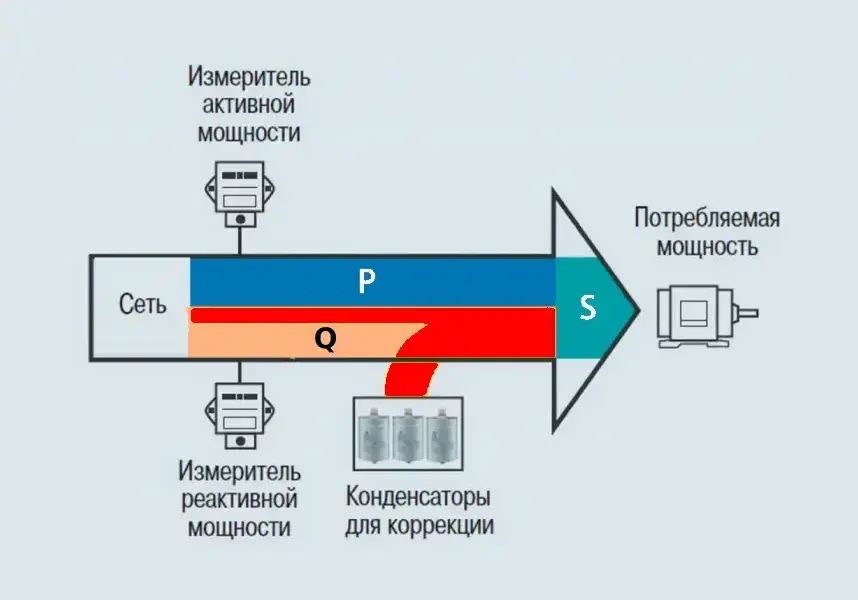 Измеритель
активной
мощности
Потребляемая
мощность
P
Сеть
S
Q
Измеритель
реактивной
мощности
Конденсаторы
для коррекции